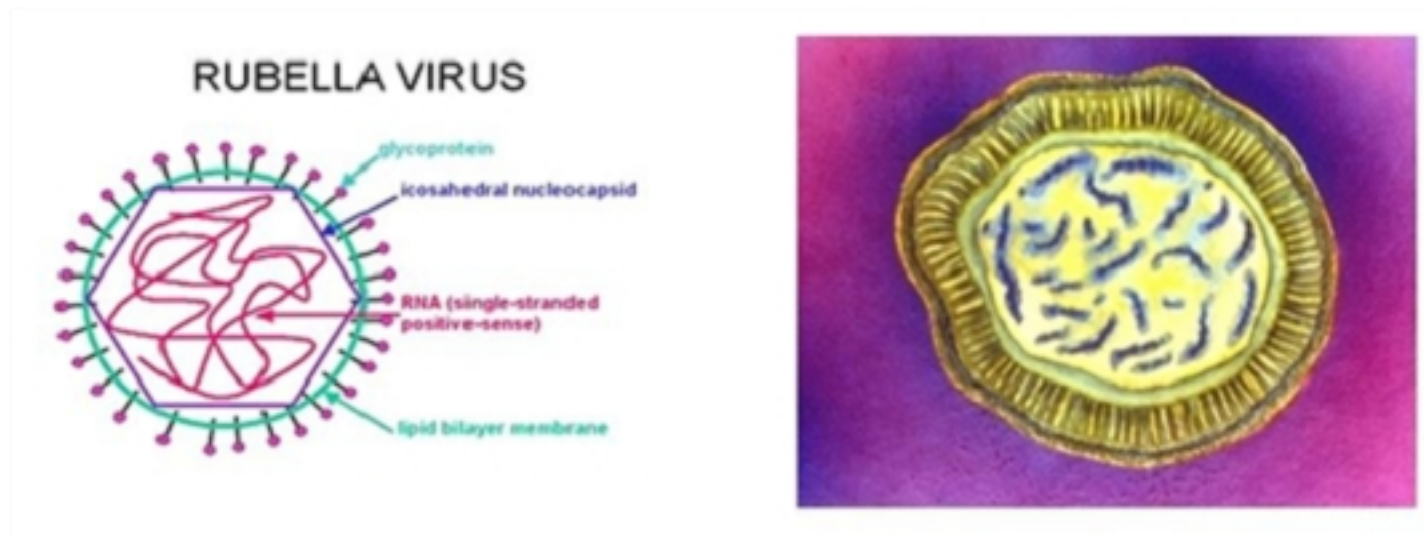 RUBELLA VIRUS
glycoprotein
icosahedral nucleocapsid
RNA (single-stranded
positive-sense)
lipid bilayer membrane